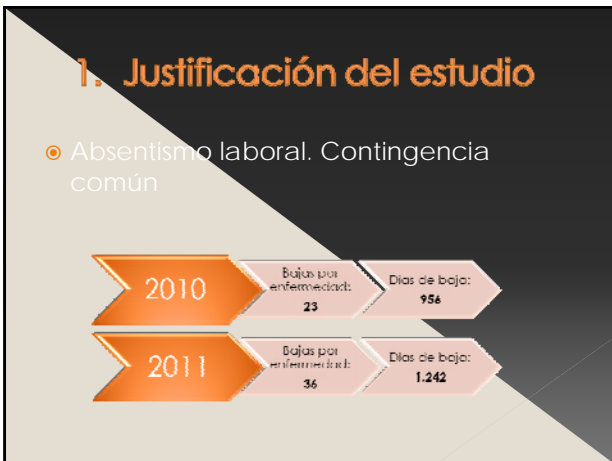 1. Justificación del estudio
Absentismo laboral. Contingencia
común
2010
Bajas por
enfermedad:
23
Días de baja:
956
2011
Bajas por
enfermedad:
36
Días de baja:
1.242